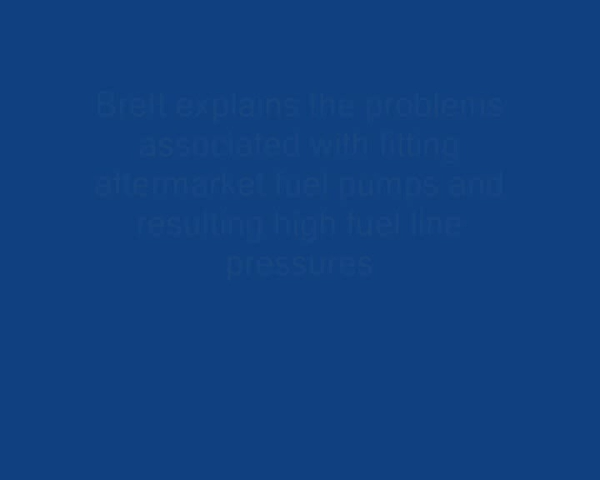 Brett explains the problems
associated with fitting
aftermarket fuel pumps and
resulting high fuel line
pressures